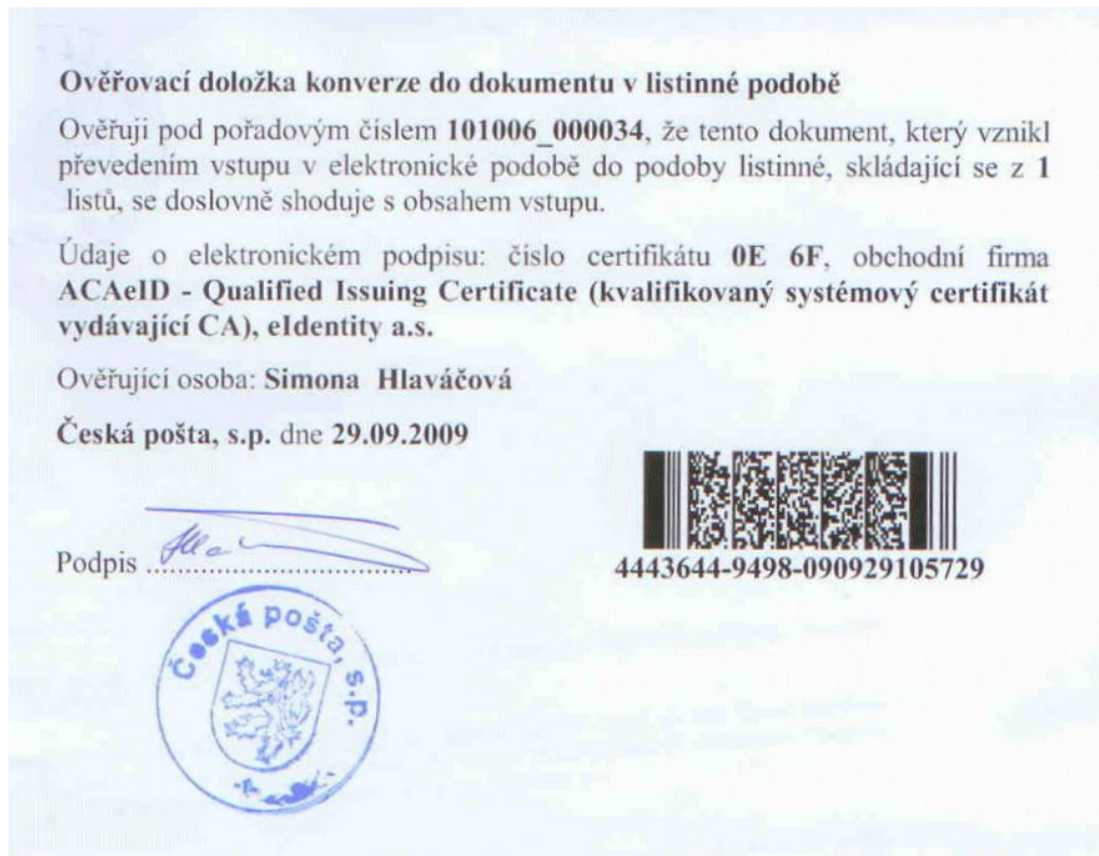 Ověřovací doložka konverze do dokumentu v listinné podobě
Ověřuji pod pořadovým číslem 101006_000034, že tento dokument, který vznikl
převedením vstupu v elektronické podobě do podoby listinné, skládající se z 1
listů, se doslovně shoduje s obsahem vstupu.
Údaje o elektronickém podpisu: číslo certifikátu 0E 6F, obchodní firma
ACAeID - Qualified Issuing Certificate (kvalifikovaný systémový certifikát
vydávající CA), eIdentity a.s.
Ověřující osoba: Simona Hlaváčová
Česká pošta, s.p. dne 29.09.2009
Podpis ..................................
4443644-9498-090929105729
Česká pošta, s.p.